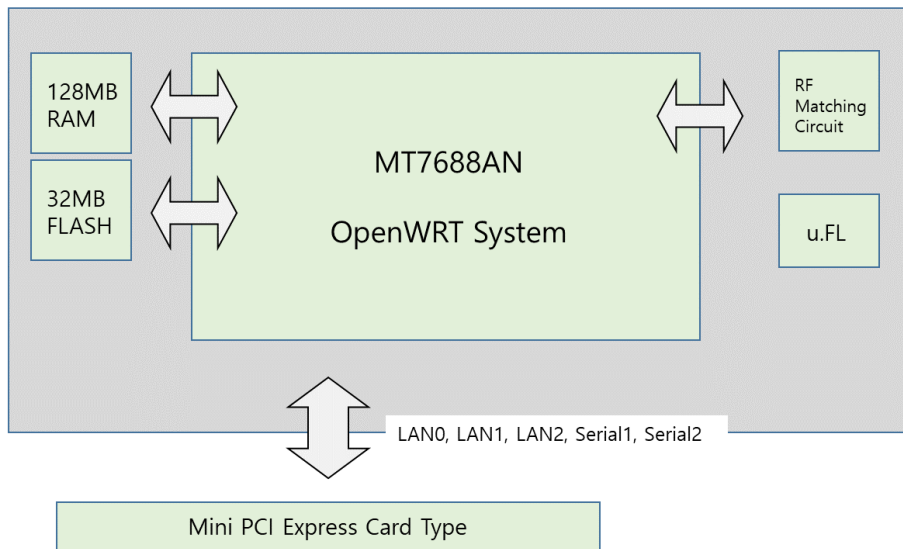 128MB
RAM
32MB
FLASH
MT7688AN
OpenWRT System
RF
Matching
Circuit
u.FL
LAN0, LAN1, LAN2, Serial1, Serial2
Mini PCI Express Card Type